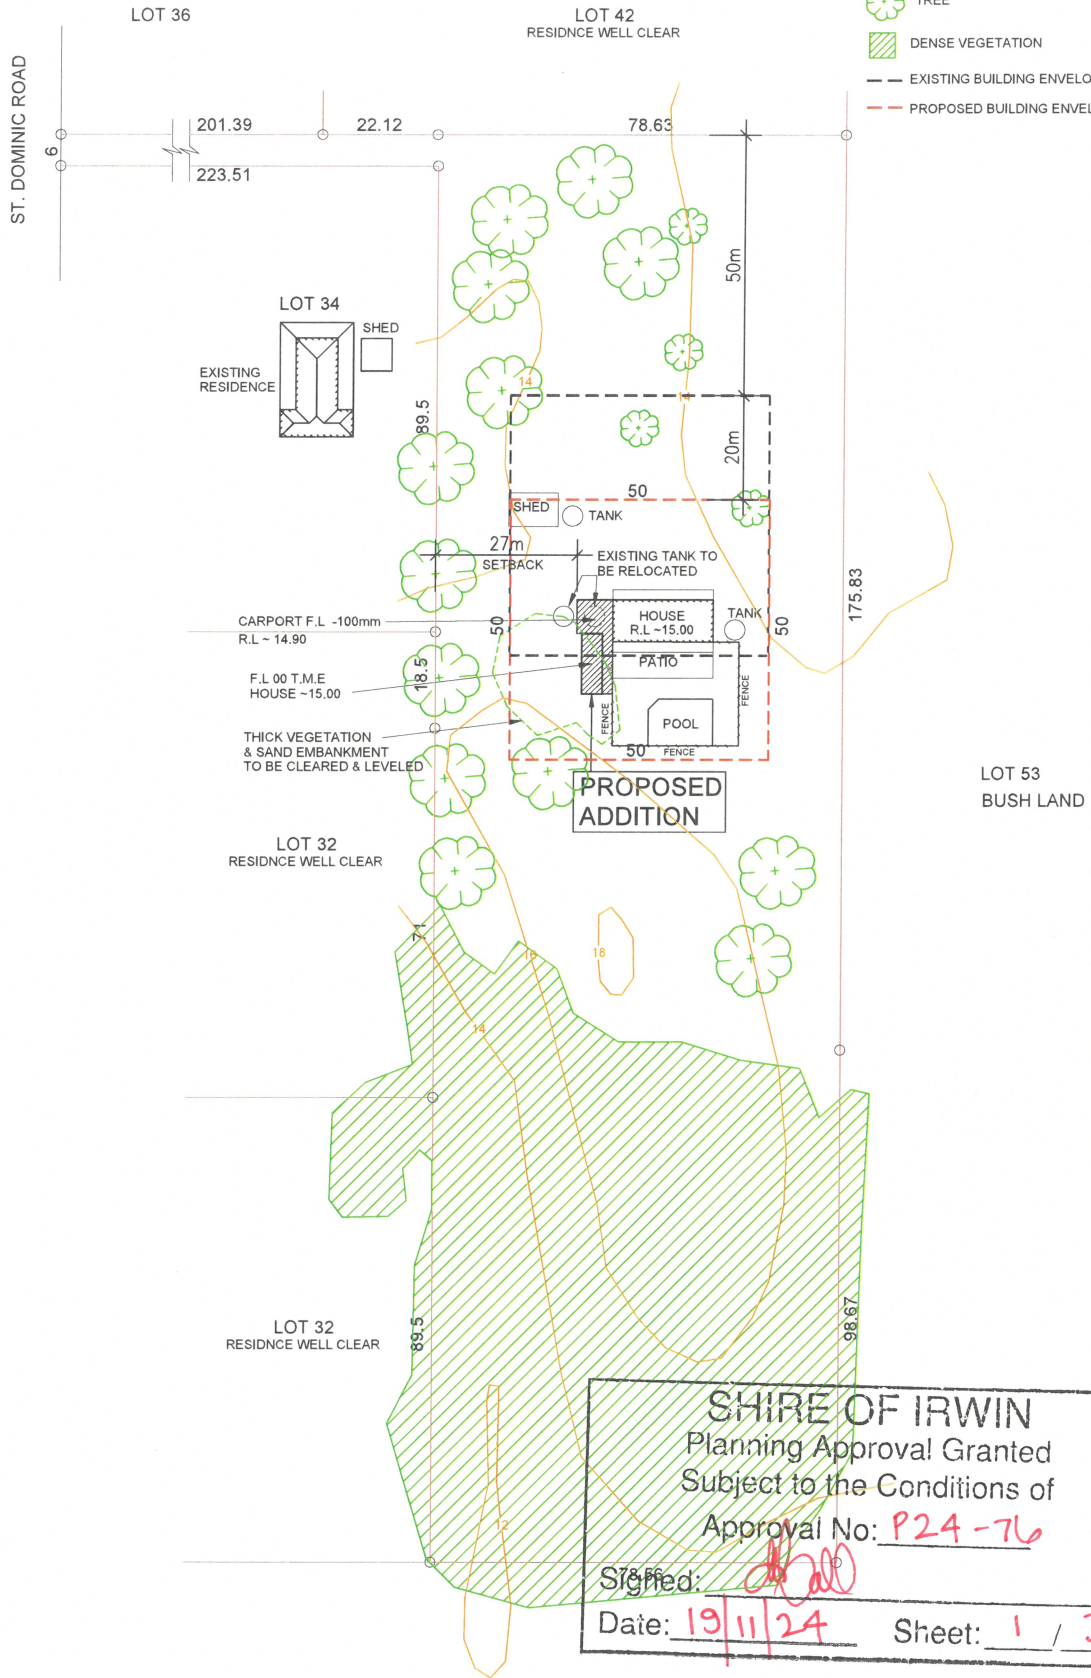 LOT 36
LOT 42
RESIDNCE WELL CLEAR
TREE
DENSE VEGETATION
EXISTING BUILDING ENVELO
PROPOSED BUILDING ENVEL
ST. DOMINIC ROAD
6
201.39
22.12
78.63
223.51
50m
LOT 34
SHED
EXISTING
RESIDENCE
89.5
14
14
20m
50
SHED
TANK
27m
SETBACK
EXISTING TANK TO
BE RELOCATED
175.83
CARPORT F.L -100mm
R.L ~ 14.90
50
HOUSE
R.L ~15.00
TANK
50
PATIO
F.L 00 T.M.E
HOUSE ~15.00
18.5
FENCE
FENCE
POOL
THICK VEGETATION
& SAND EMBANKMENT
TO BE CLEARED & LEVELED
50
FENCE
PROPOSED
ADDITION
LOT 53
BUSH LAND
LOT 32
RESIDNCE WELL CLEAR
71
16
18
14
LOT 32
RESIDNCE WELL CLEAR
89.5
98.67
12
78.56
SHIRE OF IRWIN
Planning Approval Granted
Subject to the Conditions of
Approval No: P24-76
Signed:
Date: 19/11/24 Sheet: 1 /